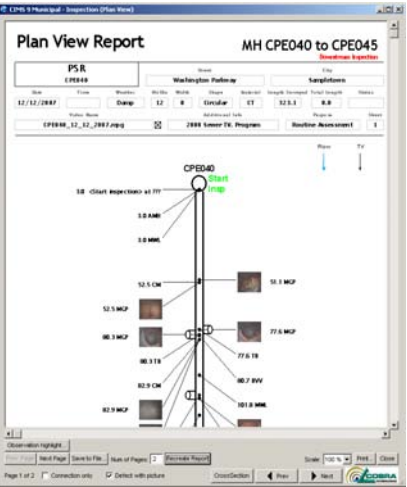 CIMS 9 Municipal - Inspection (Plan View)
Plan View Report
MH CPE040 to CPE045
Downstream Inspection
PSR
CPE040
Street
Washington Parkway
City
Sampletown
Date
Time
Weather
Width
Shape
Material
Length Surveyed
Total Length
12/12/2007
Damp
12
0
Circular
CT
323.1
0.0
Video Name
Additional Info
Purpose
Sheet
CPE040_12_12_2007.mpg
2008 Sewer TV. Program
Routine Assessment
1
Flow
TV
CPE040
Start
Insp
3.0 <Start inspection> at ???
3.0 AMH
3.0 MWL
52.5 CM
51.1 MGP
52.5 MGP
80.3 MGP
77.6 MGP
80.3 TB
77.6 TB
82.9 CM
80.7 BVV
82.9 MGP
101.8 MWL
Observation highlight...
Prev Page
Next Page
Save to File...
Num of Pages:
2
Recreate Report
Scale:
100 %
Print...
Close
Page 1 of 2
Connection only
Defect with picture
CrossSection
Prev
Next
COBRA